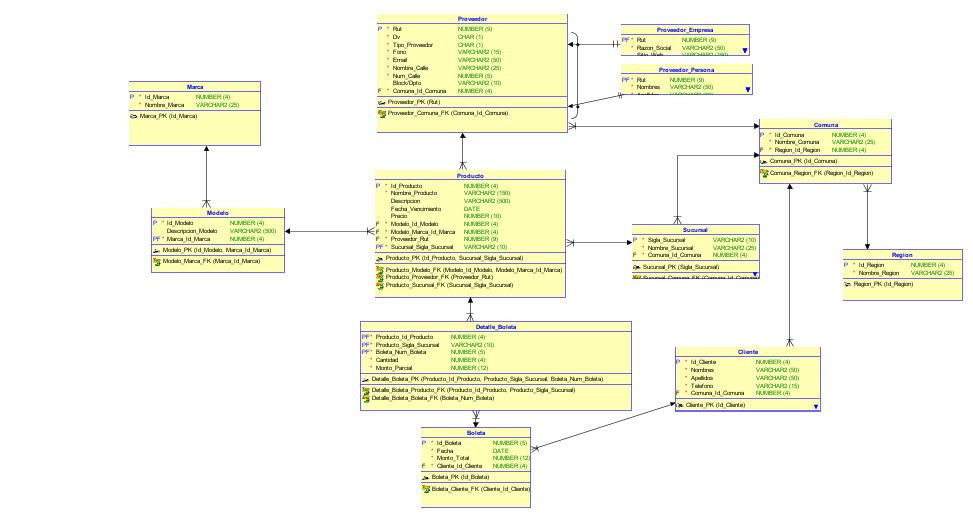 Proveedor
P * Rut NUMBER (9)
* Dv CHAR (1)
* Tipo_Proveedor CHAR (1)
* Fono VARCHAR2 (15)
* Email VARCHAR2 (50)
* Nombre_Calle VARCHAR2 (25)
* Num_Calle NUMBER (5)
Block/Dpto VARCHAR2 (10)
F * Comuna_Id_Comuna NUMBER (4)
Proveedor_PK (Rut)
Proveedor_Comuna_FK (Comuna_Id_Comuna)
Proveedor_Empresa
PF* Rut NUMBER (9)
* Razon_Social VARCHAR2 (50)
Proveedor_Persona
PF* Rut NUMBER (9)
* Nombres VARCHAR2 (50)
Marca
P * Id_Marca NUMBER (4)
* Nombre_Marca VARCHAR2 (25)
Marca_PK (Id_Marca)
Comuna
P * Id_Comuna NUMBER (4)
* Nombre_Comuna VARCHAR2 (25)
F * Region_Id_Region NUMBER (4)
Comuna_PK (Id_Comuna)
Comuna_Region_FK (Region_Id_Region)
Producto
P * Id_Producto NUMBER (4)
* Nombre_Producto VARCHAR2 (150)
Descripcion VARCHAR2 (500)
Fecha_Vencimiento DATE
Precio NUMBER (10)
F * Modelo_Id_Modelo NUMBER (4)
F * Modelo_Marca_Id_Marca NUMBER (4)
F * Proveedor_Rut NUMBER (9)
PF* Sucursal_Sigla_Sucursal VARCHAR2 (10)
Producto_PK (Id_Producto, Sucursal_Sigla_Sucursal)
Producto_Modelo_FK (Modelo_Id_Modelo, Modelo_Marca_Id_Marca)
Producto_Proveedor_FK (Proveedor_Rut)
Producto_Sucursal_FK (Sucursal_Sigla_Sucursal)
Modelo
P * Id_Modelo NUMBER (4)
Descripcion_Modelo VARCHAR2 (500)
PF* Marca_Id_Marca NUMBER (4)
Modelo_PK (Id_Modelo, Modelo_Id_Marca)
Modelo_Marca_FK (Marca_Id_Marca)
Sucursal
P * Sigla_Sucursal VARCHAR2 (10)
* Nombre_Sucursal VARCHAR2 (25)
F * Comuna_Id_Comuna NUMBER (4)
Sucursal_PK (Sigla_Sucursal)
Sucursal_Comuna_FK (Comuna_Id_Comuna)
Region
P * Id_Region NUMBER (4)
* Nombre_Region VARCHAR2 (25)
Region_PK (Id_Region)
Detalle_Boleta
PF* Producto_Id_Producto NUMBER (4)
PF* Producto_Sigla_Sucursal VARCHAR2 (10)
PF* Boleta_Num_Boleta NUMBER (5)
* Cantidad NUMBER (4)
* Monto_Parcial NUMBER (12)
Detalle_Boleta_PK (Producto_Id_Producto, Producto_Sigla_Sucursal, Boleta_Num_Boleta)
Detalle_Boleta_Producto_FK (Producto_Id_Producto, Producto_Sigla_Sucursal)
Detalle_Boleta_Boleta_FK (Boleta_Num_Boleta)
Cliente
P * Id_Cliente NUMBER (4)
* Nombres VARCHAR2 (50)
* Apellidos VARCHAR2 (50)
* Telefono VARCHAR2 (15)
F * Comuna_Id_Comuna NUMBER (4)
Cliente_PK (Id_Cliente)
Boleta
P * Id_Boleta NUMBER (5)
* Fecha DATE
* Monto_Total NUMBER (12)
F * Cliente_Id_Cliente NUMBER (4)
Boleta_PK (Id_Boleta)
Boleta_Cliente_FK (Cliente_Id_Cliente)